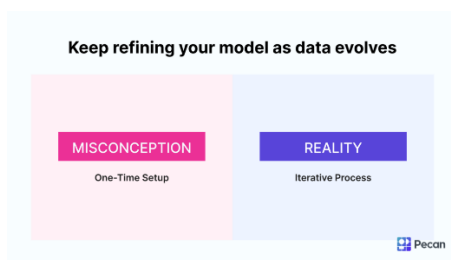 Keep refining your model as data evolves
MISCONCEPTION
One-Time Setup
REALITY
Iterative Process
Pecan